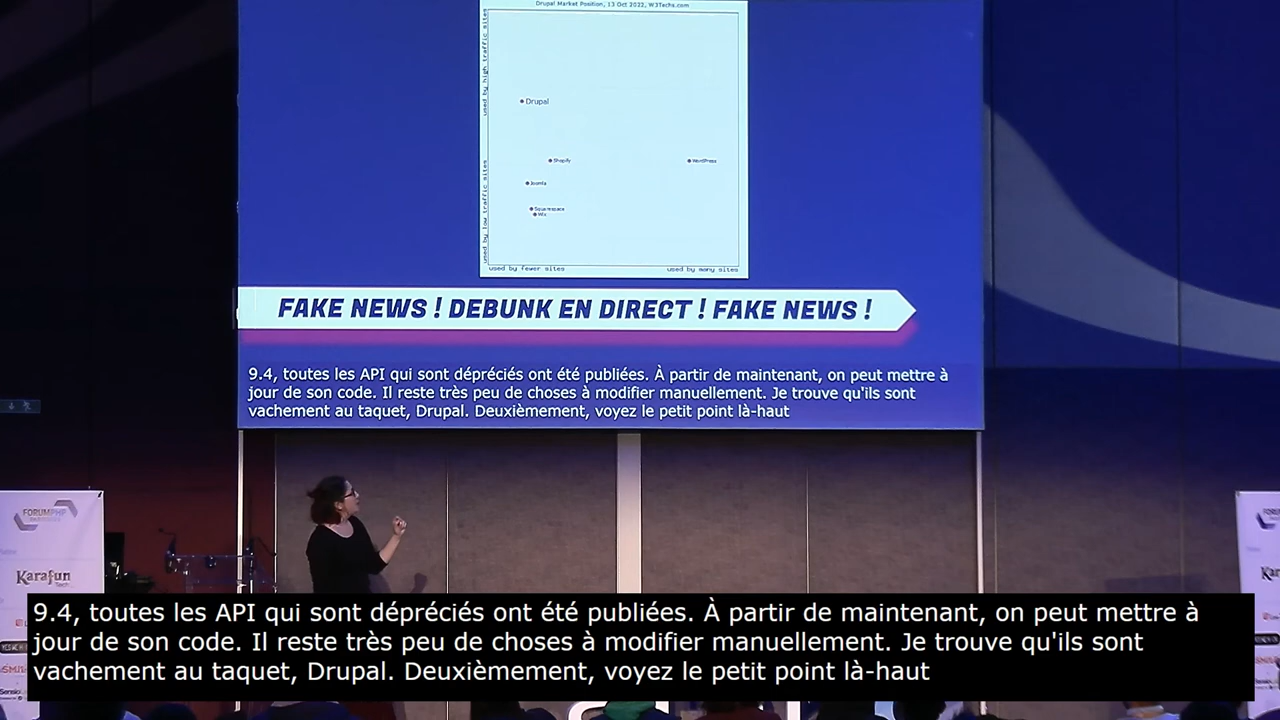 Drupal Market Position, 13 Oct 2022, W3Techs.com
used by high traffic sites
Drupal
Shopify
WordPress
Joomla
Squarespace
Wix
used by low traffic sites
used by fewer sites
used by many sites
FAKE NEWS ! DEBUNK EN DIRECT ! FAKE NEWS !
9.4, toutes les API qui sont dépréciés ont été publiées. À partir de maintenant, on peut mettre à
jour de son code. Il reste très peu de choses à modifier manuellement. Je trouve qu'ils sont
vachement au taquet, Drupal. Deuxièmement, voyez le petit point là-haut
FORUMPHP
Karafun
Tech
9.4, toutes les API qui sont dépréciés ont été publiées. À partir de maintenant, on peut mettre à
jour de son code. Il reste très peu de choses à modifier manuellement. Je trouve qu'ils sont
vachement au taquet, Drupal. Deuxièmement, voyez le petit point là-haut